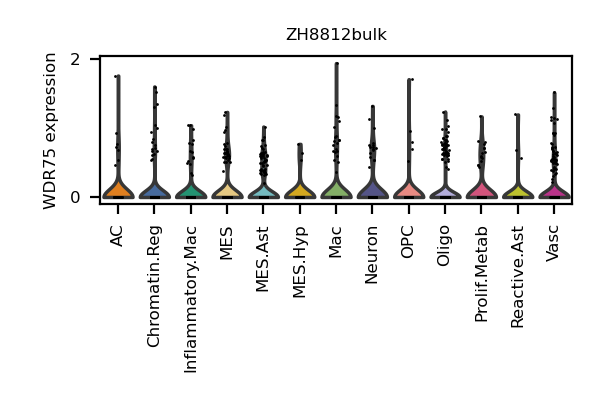 ZH8812bulk
WDR75 expression
2
0
AC
Chromatin.Reg
Inflammatory.Mac
MES
MES.Ast
MES.Hyp
Mac
Neuron
OPC
Oligo
Prolif.Metab
Reactive.Ast
Vasc